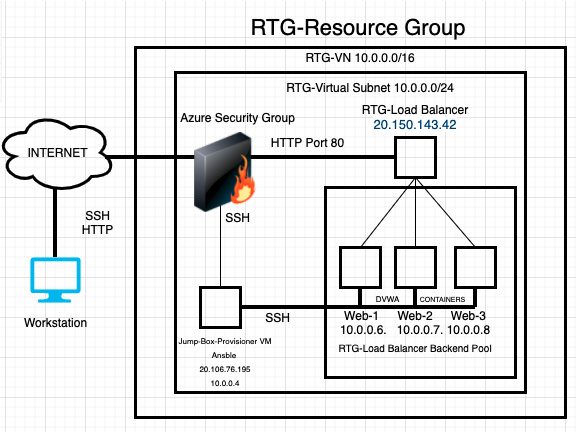 RTG-Resource Group
RTG-VN 10.0.0.0/16
RTG-Virtual Subnet 10.0.0.0/24
Azure Security Group
RTG-Load Balancer
20.150.143.42
HTTP Port 80
INTERNET
SSH
HTTP
SSH
Workstation
SSH
DVWA
CONTAINERS
Web-1
Web-2
Web-3
10.0.0.6.
10.0.0.7.
10.0.0.8
RTG-Load Balancer Backend Pool
Jump-Box-Provisioner VM
Ansble
20.106.76.195
10.0.0.4